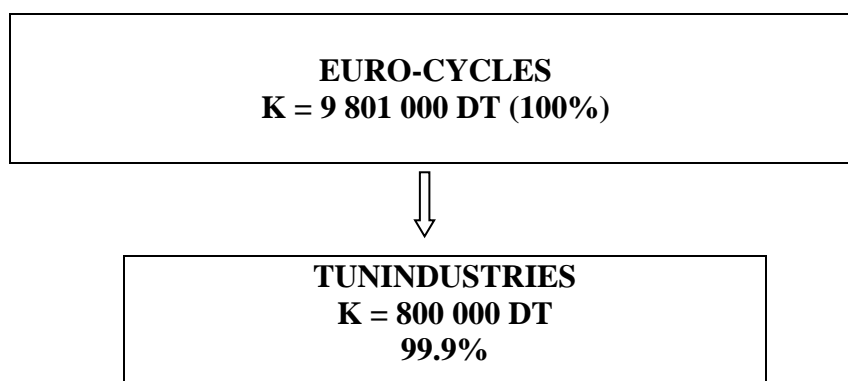 EURO-CYCLES
K = 9 801 000 DT (100%)
TUNINDUSTRIES
K = 800 000 DT
99.9%